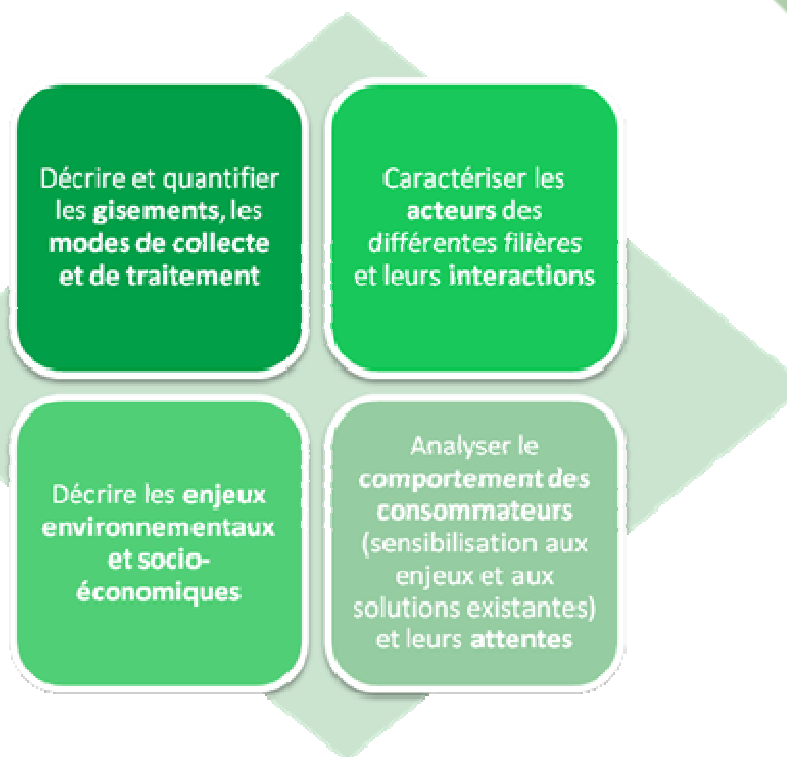 Décrire et quantifier
les gisements, les
modes de collecte
et de traitement
Caractériser les
acteurs des
différentes filières
et leurs interactions
Décrire les enjeux
environnementaux
et socio-
économiques
Analyser le
comportement des
consommateurs
(sensibilisation aux
enjeux et aux
solutions existantes)
et leurs attentes